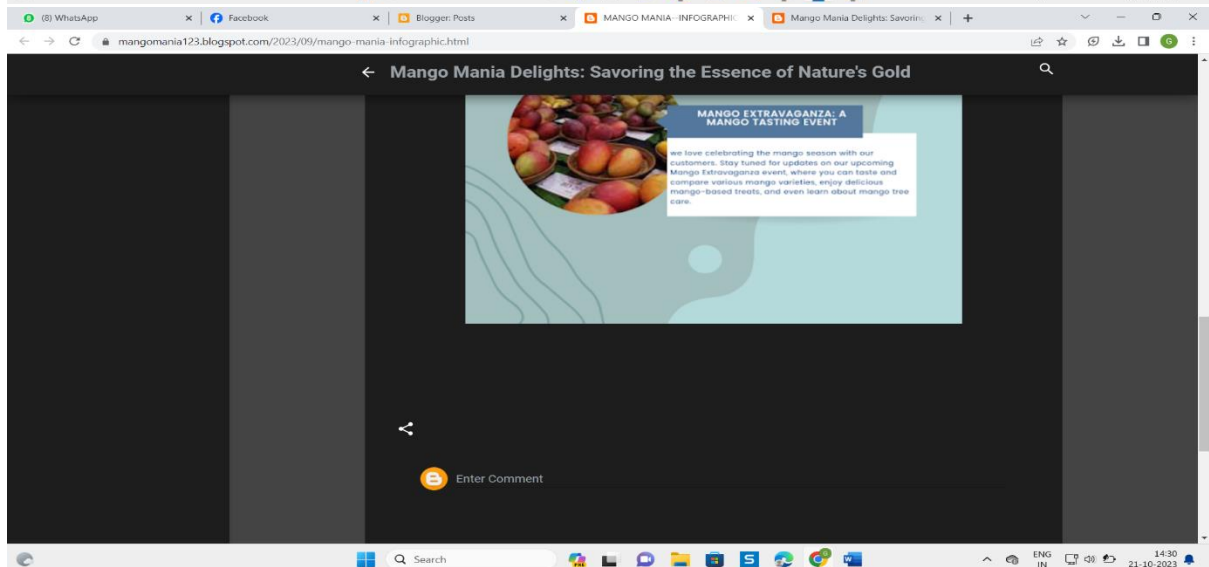 (8) WhatsApp
Facebook
Blogger: Posts
MANGO MANIA--INFOGRAPHIC
Mango Mania Delights: Savoring
mangomania123.blogspot.com/2023/09/mango-mania-infographic.html
G
Mango Mania Delights: Savoring the Essence of Nature's Gold
MANGO EXTRAVAGANZA: A
MANGO TASTING EVENT
we love celebrating the mango season with our
customers. Stay tuned for updates on our upcoming
Mango Extravaganza event, where you can taste and
compare various mango varieties, enjoy delicious
mango-based treats, and even learn about mango tree
care.
Enter Comment
Search
ENG
IN
14:30
21-10-2023